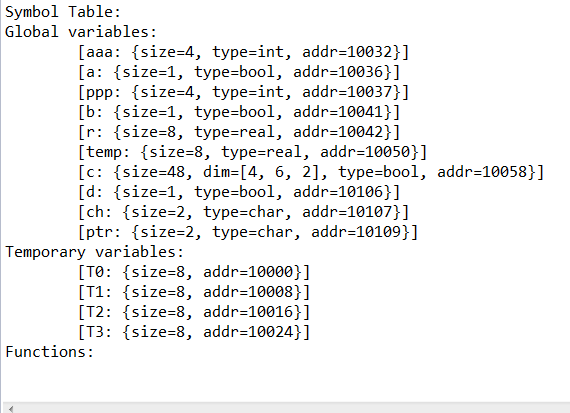 Symbol Table:
Global variables:
[aaa: {size=4, type=int, addr=10032}]
[a: {size=1, type=bool, addr=10036}]
[ppp: {size=4, type=int, addr=10037}]
[b: {size=1, type=bool, addr=10041}]
[r: {size=8, type=real, addr=10042}]
[temp: {size=8, type=real, addr=10050}]
[c: {size=48, dim=[4, 6, 2], type=bool, addr=10058}]
[d: {size=1, type=bool, addr=10106}]
[ch: {size=2, type=char, addr=10107}]
[ptr: {size=2, type=char, addr=10109}]
Temporary variables:
[T0: {size=8, addr=10000}]
[T1: {size=8, addr=10008}]
[T2: {size=8, addr=10016}]
[T3: {size=8, addr=10024}]
Functions: